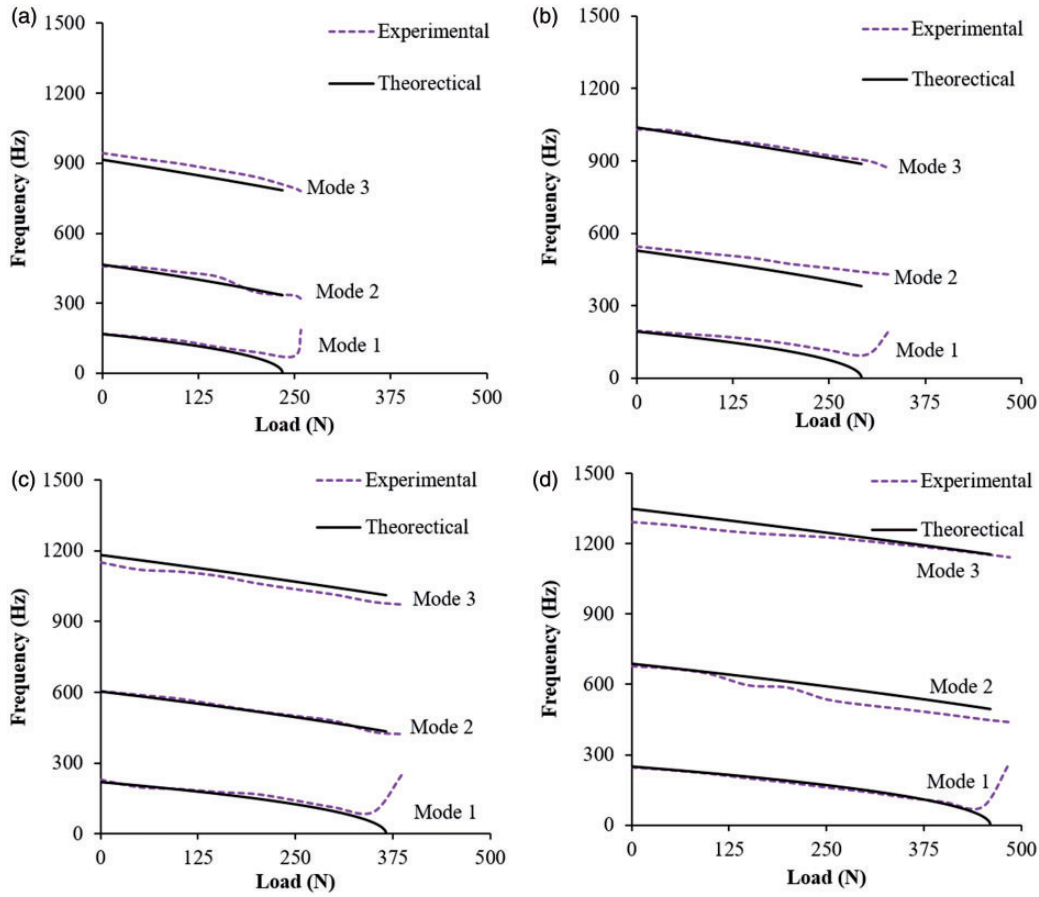 (a)
1500
1200
900
600
300
0
Frequency (Hz)
Experimental
Theorectical
Mode 3
Mode 2
Mode 1
0 125 250 375 500
Load (N)
(b)
1500
1200
900
600
300
0
Frequency (Hz)
Experimental
Theorectical
Mode 3
Mode 2
Mode 1
0 125 250 375 500
Load (N)
(c)
1500
1200
900
600
300
0
Frequency (Hz)
Experimental
Theorectical
Mode 3
Mode 2
Mode 1
0 125 250 375 500
Load (N)
(d)
1500
1200
900
600
300
0
Frequency (Hz)
Experimental
Theorectical
Mode 3
Mode 2
Mode 1
0 125 250 375 500
Load (N)